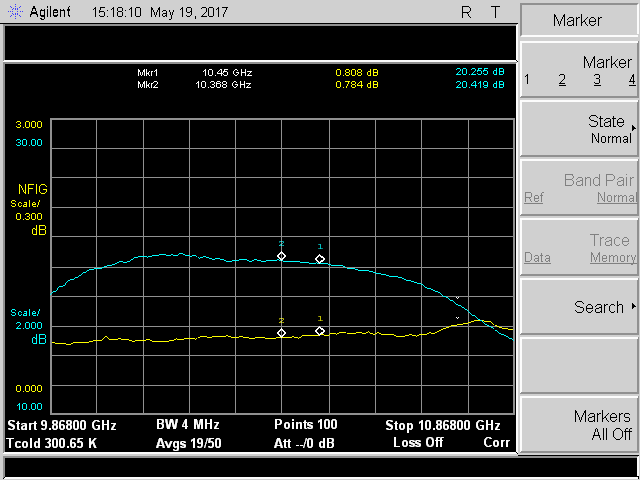 Agilent 15:18:10 May 19, 2017 R T
Marker
Mkr1 10.45 GHz 0.808 dB 20.255 dB
Mkr2 10.368 GHz 0.784 dB 20.419 dB
Marker
1 2 3 4
3.000
30.00
State
Normal
NFIG
Scale/
0.300
dB
Band Pair
Ref Normal
2 1
Trace
Data Memory
Scale/
2.000
dB
2 1
Search
0.000
10.00
Start 9.86800 GHz BW 4 MHz Points 100 Stop 10.86800 GHz
Tcold 300.65 K Avgs 19/50 Att --/0 dB Loss Off Corr
Markers
All Off